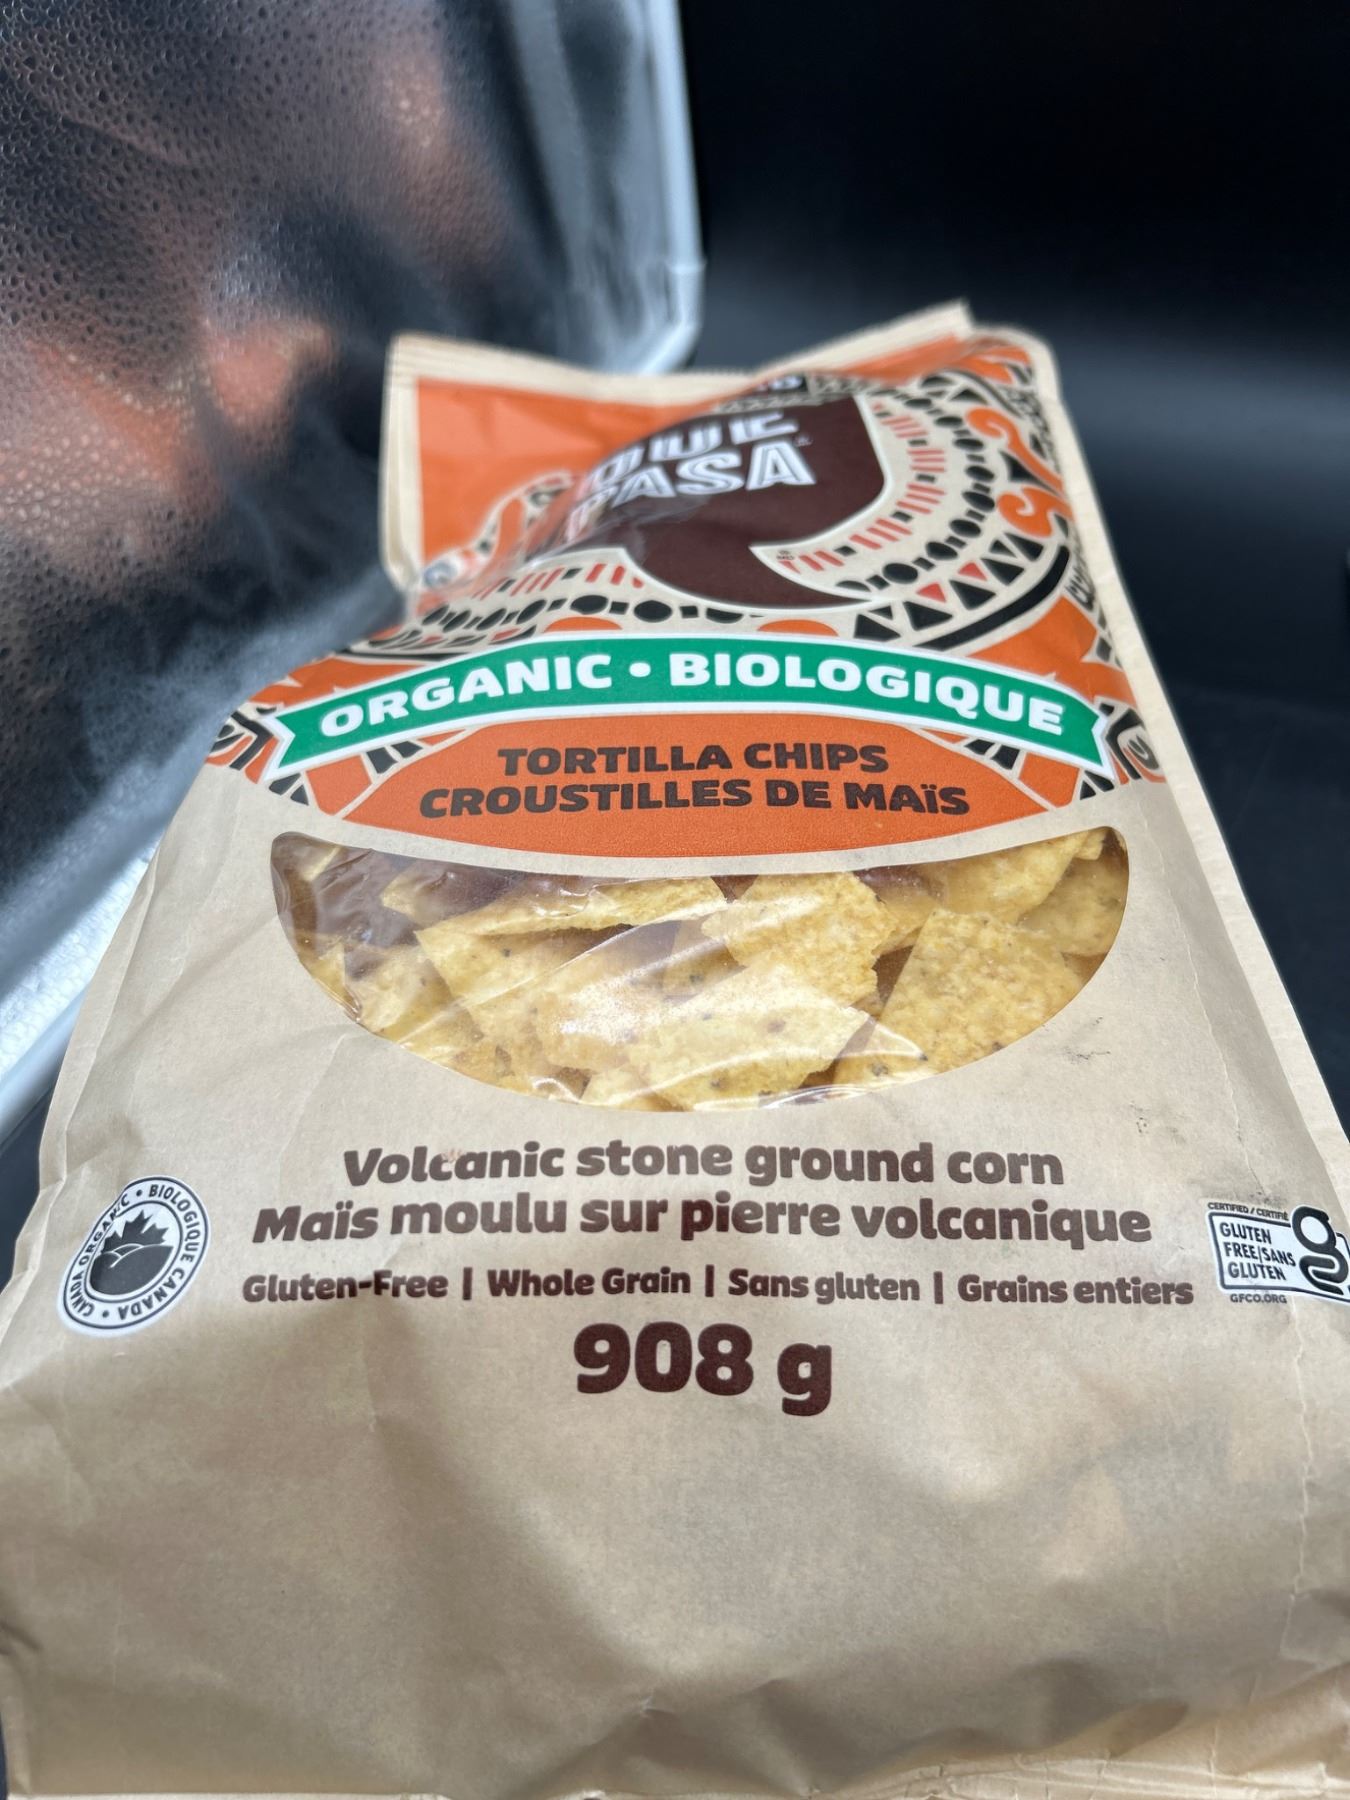 QUE
PASA
ORGANIC • BIOLOGIQUE
TORTILLA CHIPS
CROUSTILLES DE MAÏS
Volcanic stone ground corn
Maïs moulu sur pierre volcanique
Gluten-Free | Whole Grain | Sans gluten | Grains entiers
908 g
CANADA ORGANIC • BIOLOGIQUE CANADA •
CERTIFIED / CERTIFIÉ
GLUTEN
FREE/SANS
GLUTEN
GFCO.ORG